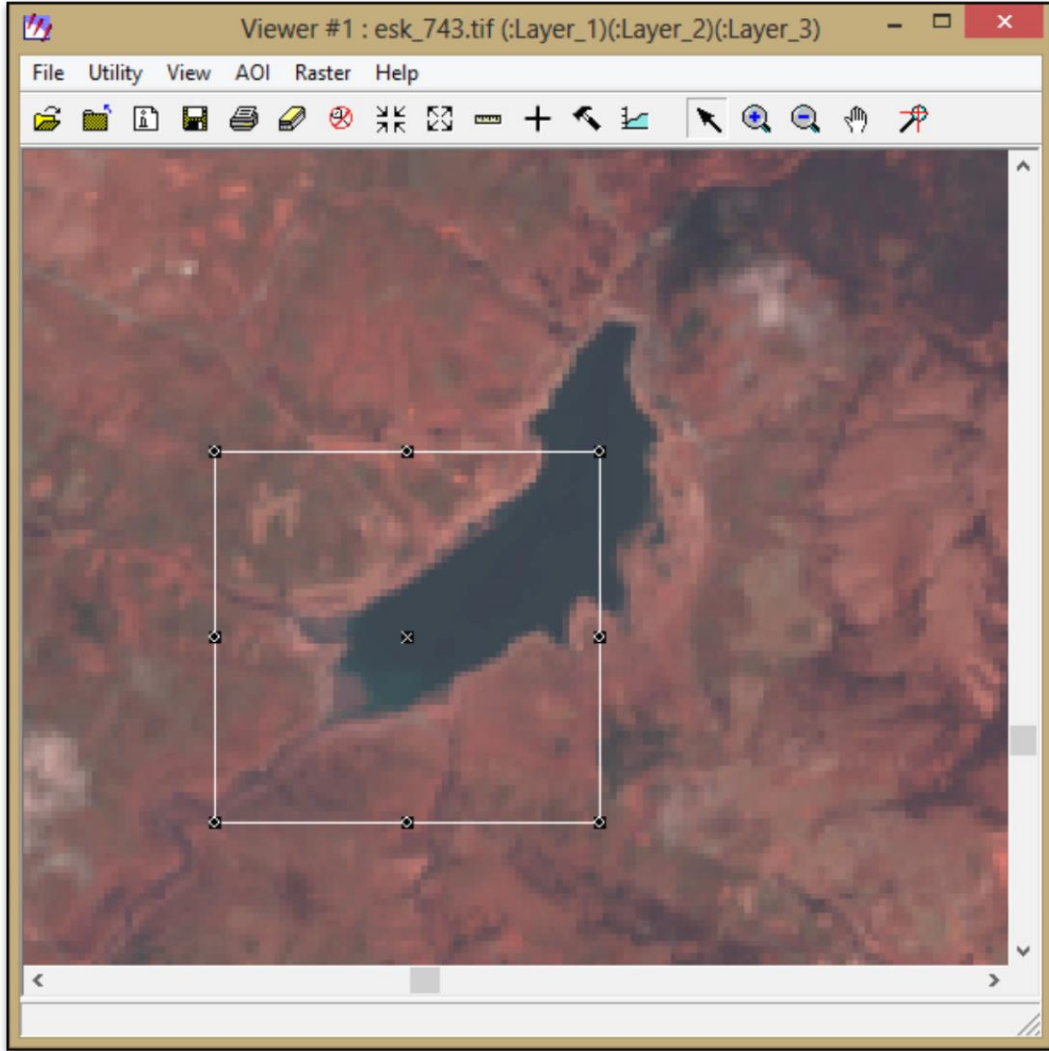 Viewer #1 : esk_743.tif (:Layer_1)(:Layer_2)(:Layer_3)
File Utility View AOI Raster Help